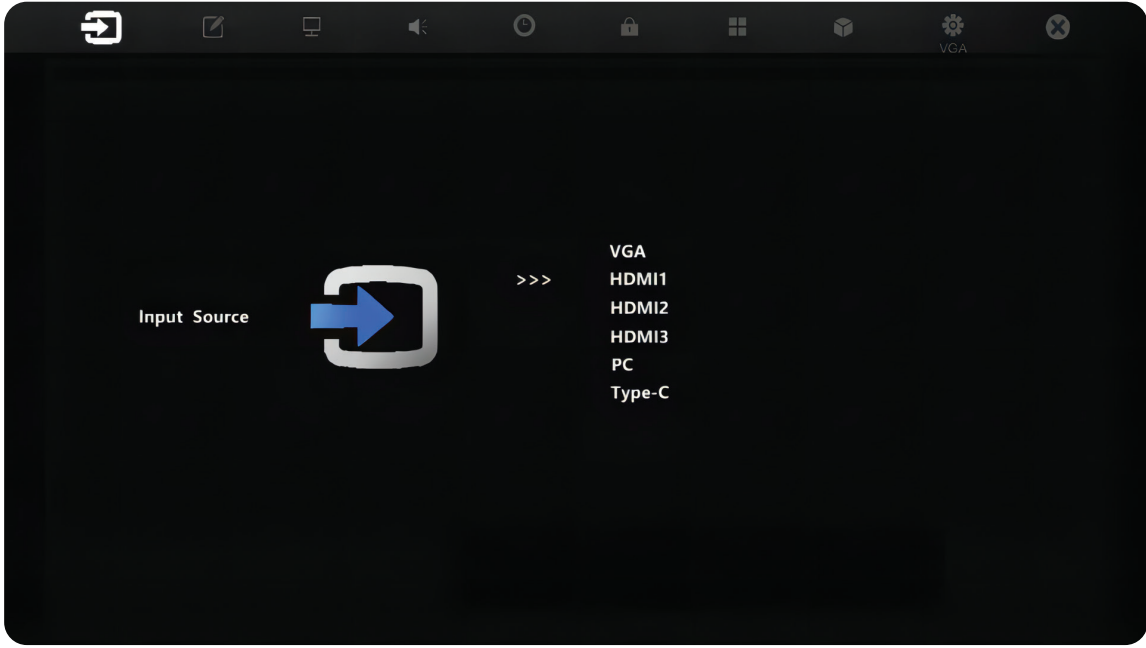 VGA
VGA
>>> HDMI1
HDMI2
Input Source
HDMI3
PC
Type-C